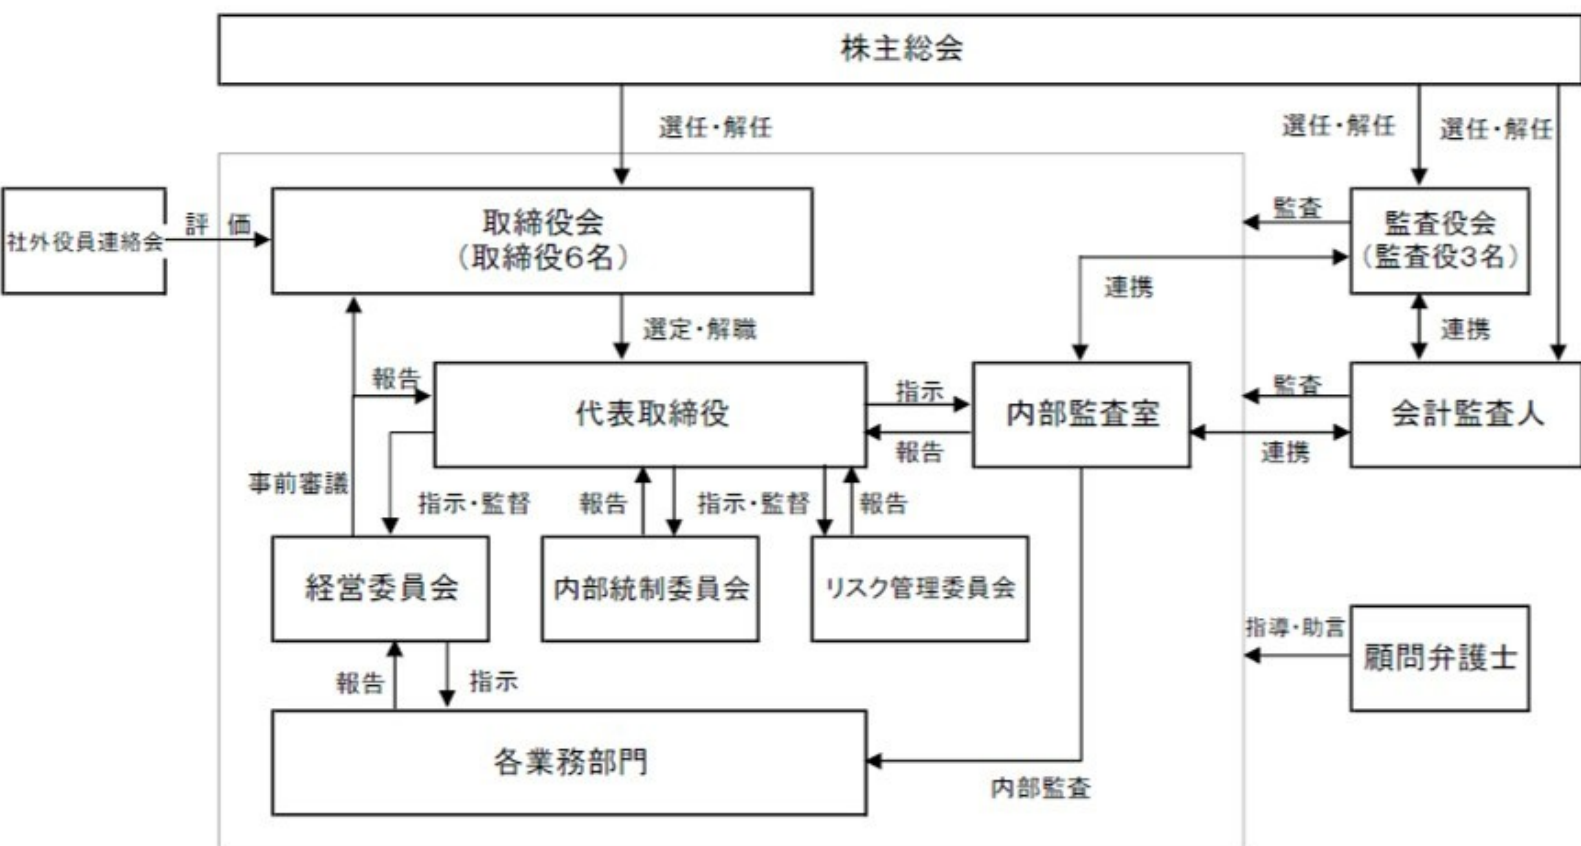 株主総会
選任・解任
選任・解任
選任・解任
社外役員連絡会
評 価
取締役会
（取締役6名）
監査
監査役会
（監査役3名）
連携
選定・解職
連携
報告
代表取締役
指示
報告
内部監査室
監査
連携
会計監査人
事前審議
指示・監督
報告
指示・監督
報告
経営委員会
内部統制委員会
リスク管理委員会
指導・助言
顧問弁護士
報告
指示
各業務部門
内部監査